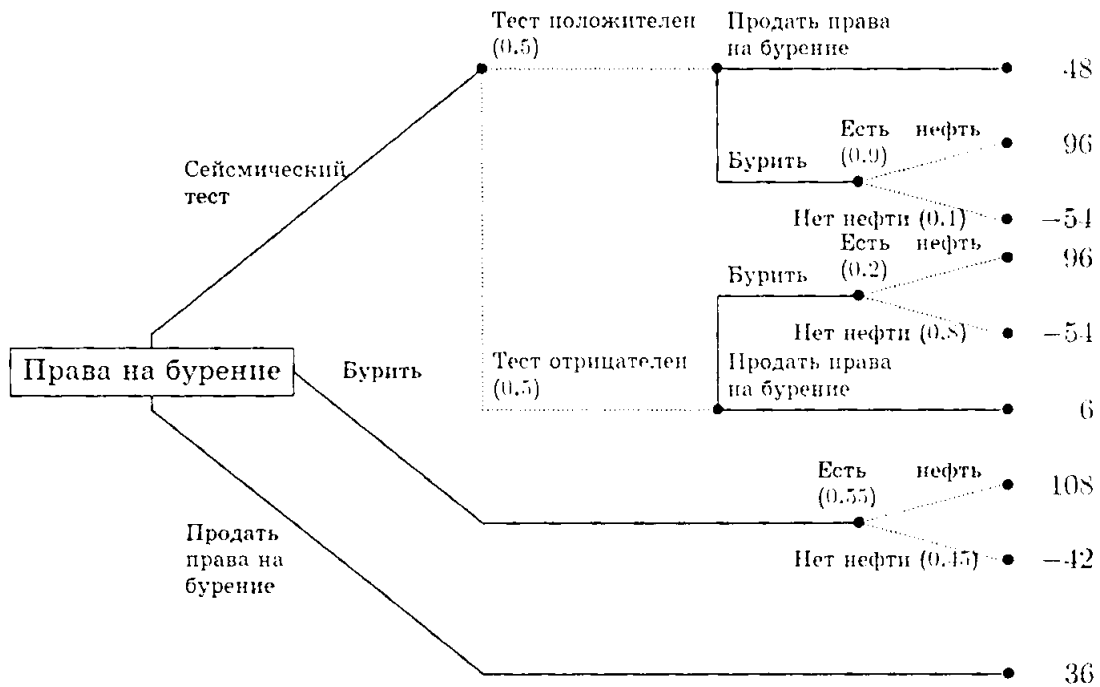 Тест положителен
(0.5)
Продать права
на бурение
48
Есть нефть
(0.9)
96
Бурить
Сейсмический
тест
Нет нефти (0.1)
-54
Есть нефть
(0.2)
96
Бурить
Нет нефти (0.8)
-54
Права на бурение
Бурить
Тест отрицателен
(0.5)
Продать права
на бурение
6
Есть нефть
(0.55)
108
Продать
права на
бурение
Нет нефти (0.45)
-42
36